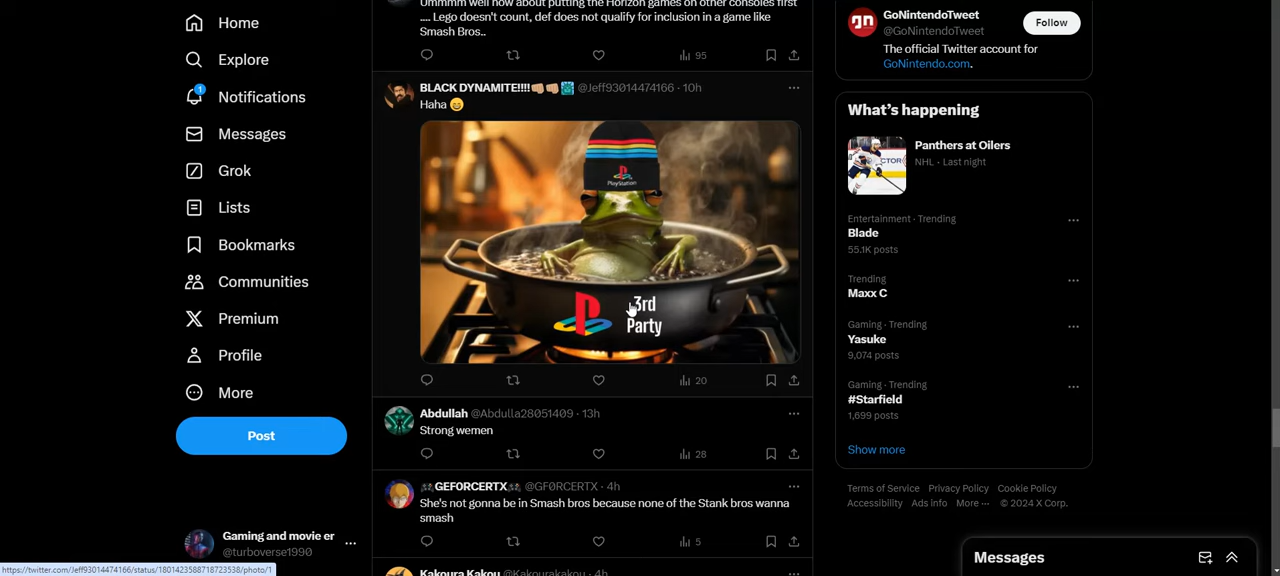 Home
Explore
1
Notifications
Messages
Grok
Lists
Bookmarks
Communities
Premium
Profile
More
Post
Gaming and movie er
@turboverse1990
https://twitter.com/Jeff93014474166/status/1801423588718723538/photo/1
Ummmm well how about putting the Horizon games on other consoles first
.... Lego doesn't count, def does not qualify for inclusion in a game like
Smash Bros..
95
BLACK DYNAMITE!!!! @Jeff93014474166 · 10h
Haha
PlayStation
3rd
Party
20
Abdullah @Abdulla28051409 · 13h
Strong wemen
28
GEF0RCERTX @GF0RCERTX · 4h
She's not gonna be in Smash bros because none of the Stank bros wanna
smash
5
Kakoura Kakou @Kakourakakou · 4h
GoNintendoTweet
@GoNintendoTweet
Follow
The official Twitter account for
GoNintendo.com.
What's happening
Panthers at Oilers
NHL · Last night
Entertainment · Trending
Blade
55.1K posts
Trending
Maxx C
Gaming · Trending
Yasuke
9,074 posts
Gaming · Trending
#Starfield
1,699 posts
Show more
Terms of Service Privacy Policy Cookie Policy
Accessibility Ads info More ··· © 2024 X Corp.
Messages